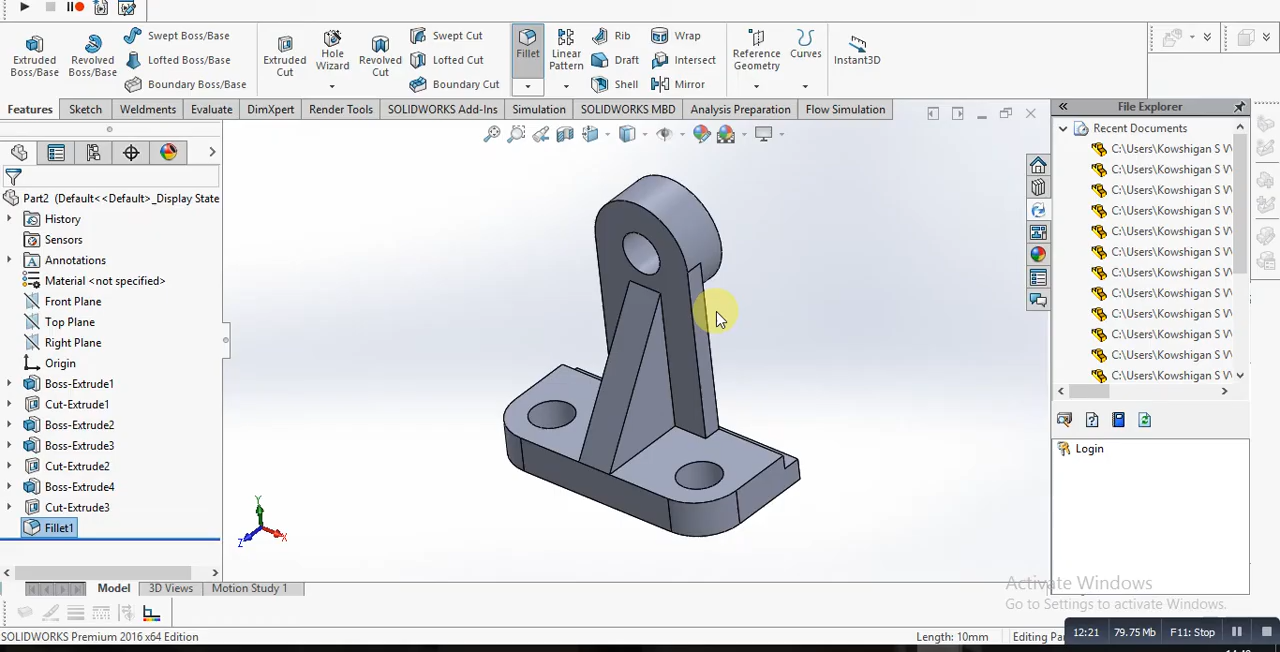 Extruded Boss/Base
Revolved Boss/Base
Swept Boss/Base
Lofted Boss/Base
Boundary Boss/Base
Extruded Cut
Hole Wizard
Revolved Cut
Swept Cut
Lofted Cut
Boundary Cut
Fillet
Linear Pattern
Rib
Draft
Shell
Wrap
Intersect
Mirror
Reference Geometry
Curves
Instant3D
Features
Sketch
Weldments
Evaluate
DimXpert
Render Tools
SOLIDWORKS Add-Ins
Simulation
SOLIDWORKS MBD
Analysis Preparation
Flow Simulation
Part2 (Default<<Default>_Display State
History
Sensors
Annotations
Material <not specified>
Front Plane
Top Plane
Right Plane
Origin
Boss-Extrude1
Cut-Extrude1
Boss-Extrude2
Boss-Extrude3
Cut-Extrude2
Boss-Extrude4
Cut-Extrude3
Fillet1
Y
X
Z
File Explorer
Recent Documents
C:\Users\Kowshigan S V
C:\Users\Kowshigan S V
C:\Users\Kowshigan S V
C:\Users\Kowshigan S V
C:\Users\Kowshigan S V
C:\Users\Kowshigan S V
C:\Users\Kowshigan S V
C:\Users\Kowshigan S V
C:\Users\Kowshigan S V
C:\Users\Kowshigan S V
C:\Users\Kowshigan S V
C:\Users\Kowshigan S V
Login
Activate Windows
Go to Settings to activate Windows.
Model
3D Views
Motion Study 1
SOLIDWORKS Premium 2016 x64 Edition
Length: 10mm
Editing Pa
12:21
79.75 Mb
F11: Stop